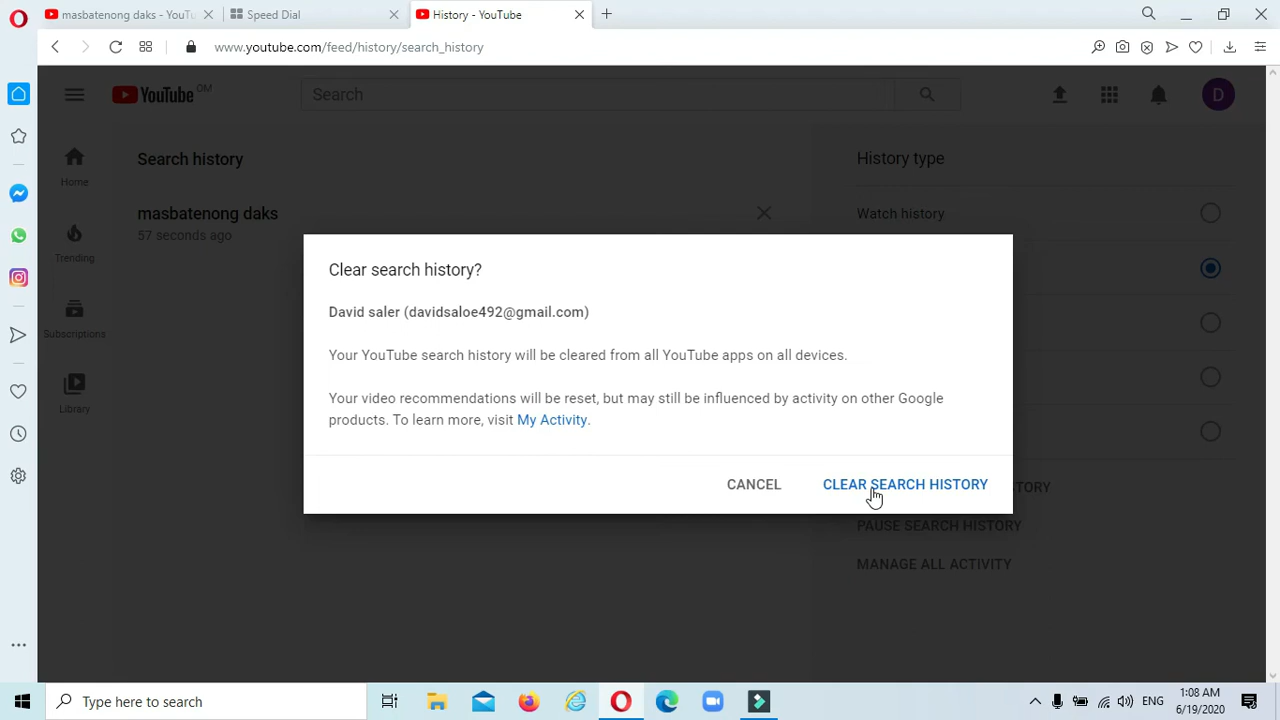 masbatenong daks - YouTu
Speed Dial
History - YouTube
www.youtube.com/feed/history/search_history
YouTube OM
Search
D
Home
Trending
Subscriptions
Library
Search history
masbatenong daks
57 seconds ago
History type
Watch history
Clear search history?
David saler (davidsaloe492@gmail.com)
Your YouTube search history will be cleared from all YouTube apps on all devices.
Your video recommendations will be reset, but may still be influenced by activity on other Google
products. To learn more, visit My Activity.
CANCEL
CLEAR SEARCH HISTORY
TORY
PAUSE SEARCH HISTORY
MANAGE ALL ACTIVITY
Type here to search
ENG
1:08 AM
6/19/2020